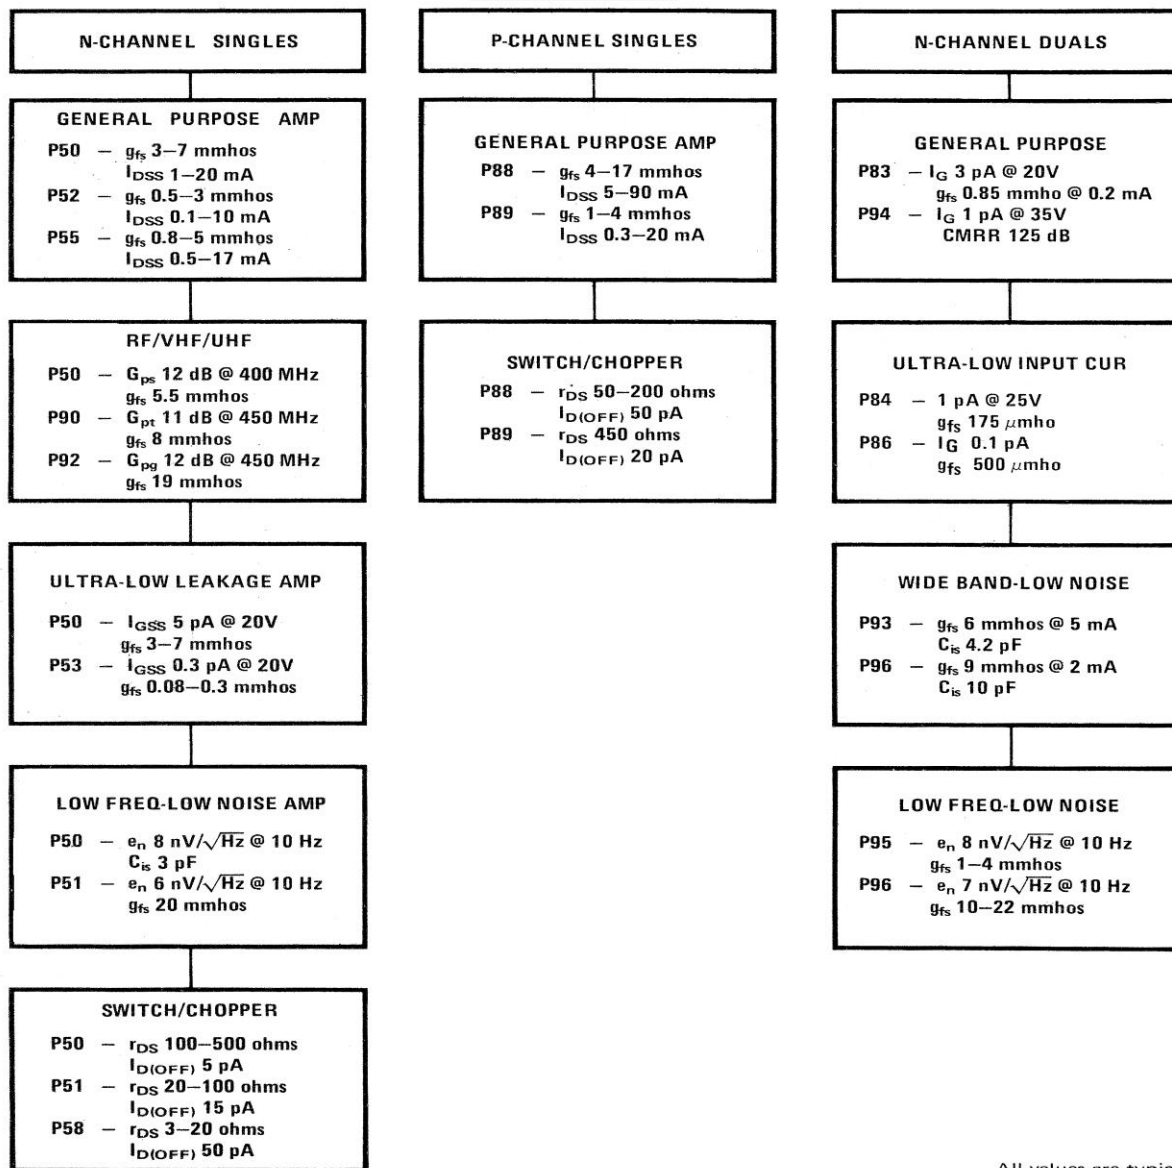 N-CHANNEL SINGLES
GENERAL PURPOSE AMP
P50 — gfs 3–7 mmhos
IDSS 1–20 mA
P52 — gfs 0.5–3 mmhos
IDSS 0.1–10 mA
P55 — gfs 0.8–5 mmhos
IDSS 0.5–17 mA
RF/VHF/UHF
P50 — Gps 12 dB @ 400 MHz
gfs 5.5 mmhos
P90 — Gpt 11 dB @ 450 MHz
gfs 8 mmhos
P92 — Gpg 12 dB @ 450 MHz
gfs 19 mmhos
ULTRA-LOW LEAKAGE AMP
P50 — IGSS 5 pA @ 20V
gfs 3–7 mmhos
P53 — IGSS 0.3 pA @ 20V
gfs 0.08–0.3 mmhos
LOW FREQ-LOW NOISE AMP
P50 — en 8 nV/√Hz @ 10 Hz
Cis 3 pF
P51 — en 6 nV/√Hz @ 10 Hz
gfs 20 mmhos
SWITCH/CHOPPER
P50 — rDS 100–500 ohms
ID(OFF) 5 pA
P51 — rDS 20–100 ohms
ID(OFF) 15 pA
P58 — rDS 3–20 ohms
ID(OFF) 50 pA
P-CHANNEL SINGLES
GENERAL PURPOSE AMP
P88 — gfs 4–17 mmhos
IDSS 5–90 mA
P89 — gfs 1–4 mmhos
IDSS 0.3–20 mA
SWITCH/CHOPPER
P88 — rDS 50–200 ohms
ID(OFF) 50 pA
P89 — rDS 450 ohms
ID(OFF) 20 pA
N-CHANNEL DUALS
GENERAL PURPOSE
P83 — IG 3 pA @ 20V
gfs 0.85 mmho @ 0.2 mA
P94 — IG 1 pA @ 35V
CMRR 125 dB
ULTRA-LOW INPUT CUR
P84 — 1 pA @ 25V
gfs 175 μmho
P86 — IG 0.1 pA
gfs 500 μmho
WIDE BAND-LOW NOISE
P93 — gfs 6 mmhos @ 5 mA
Cis 4.2 pF
P96 — gfs 9 mmhos @ 2 mA
Cis 10 pF
LOW FREQ-LOW NOISE
P95 — en 8 nV/√Hz @ 10 Hz
gfs 1–4 mmhos
P96 — en 7 nV/√Hz @ 10 Hz
gfs 10–22 mmhos
All values are